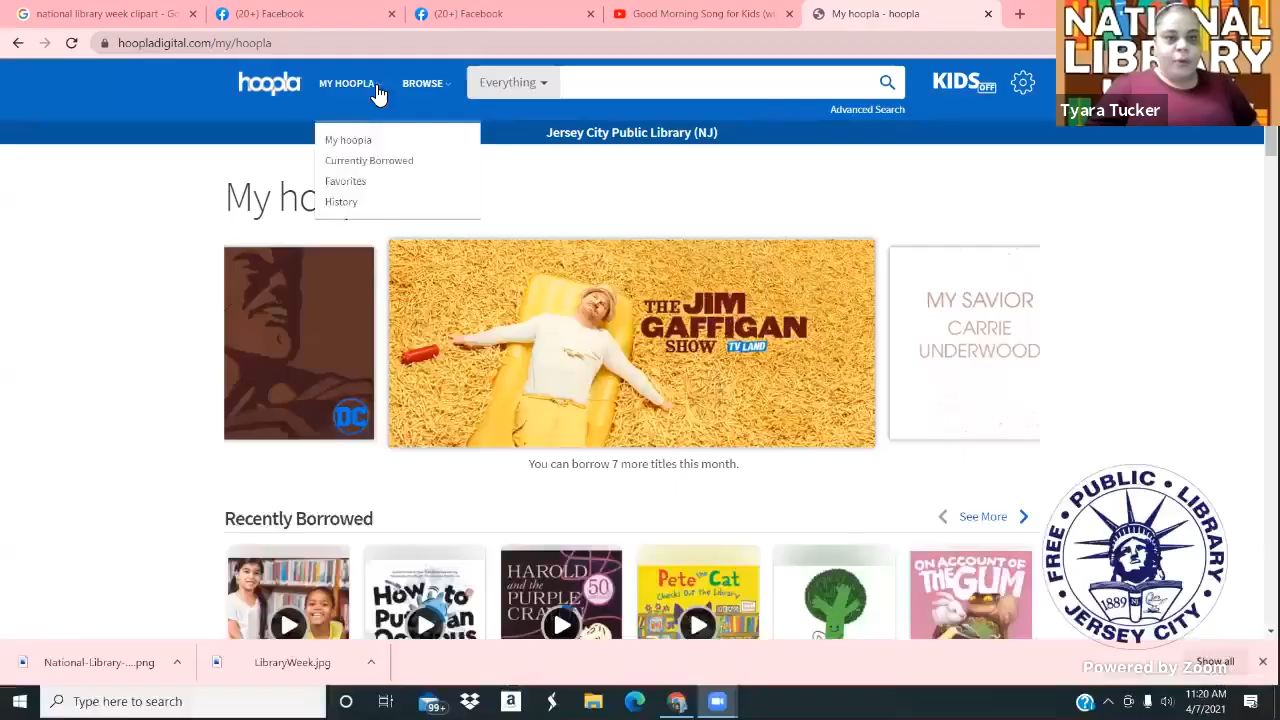 national library week clipart - Go
(20+) Facebook
(20+) Facebook
Good Morning Song for Kids (w
My hoopla - hoopla
hoopladigital.com/my/hoopla
hoopla
MY HOOPLA
BROWSE
Everything
KIDS OFF
Advanced Search
Jersey City Public Library (NJ)
NATIONAL
LIBRARY
Tyara Tucker
My hoopla
Currently Borrowed
Favorites
History
My ho
DC
THE JIM
GAFFIGAN
SHOW TV LAND
MY SAVIOR
CARRIE
UNDERWOOD
You can borrow 7 more titles this month.
Recently Borrowed
See More
How to
Put an
HAROLD
and the
PURPLE
50
Pete the Cat
Checks Out the Library
ON ACCOUNT OF
THE GUM
FREE • PUBLIC • LIBRARY • JERSEY CITY •
1889
National-Library-....png
LibraryWeek.jpg
Show all
Powered by Zoom
Type here to search
99+
11:20 AM
4/7/2021